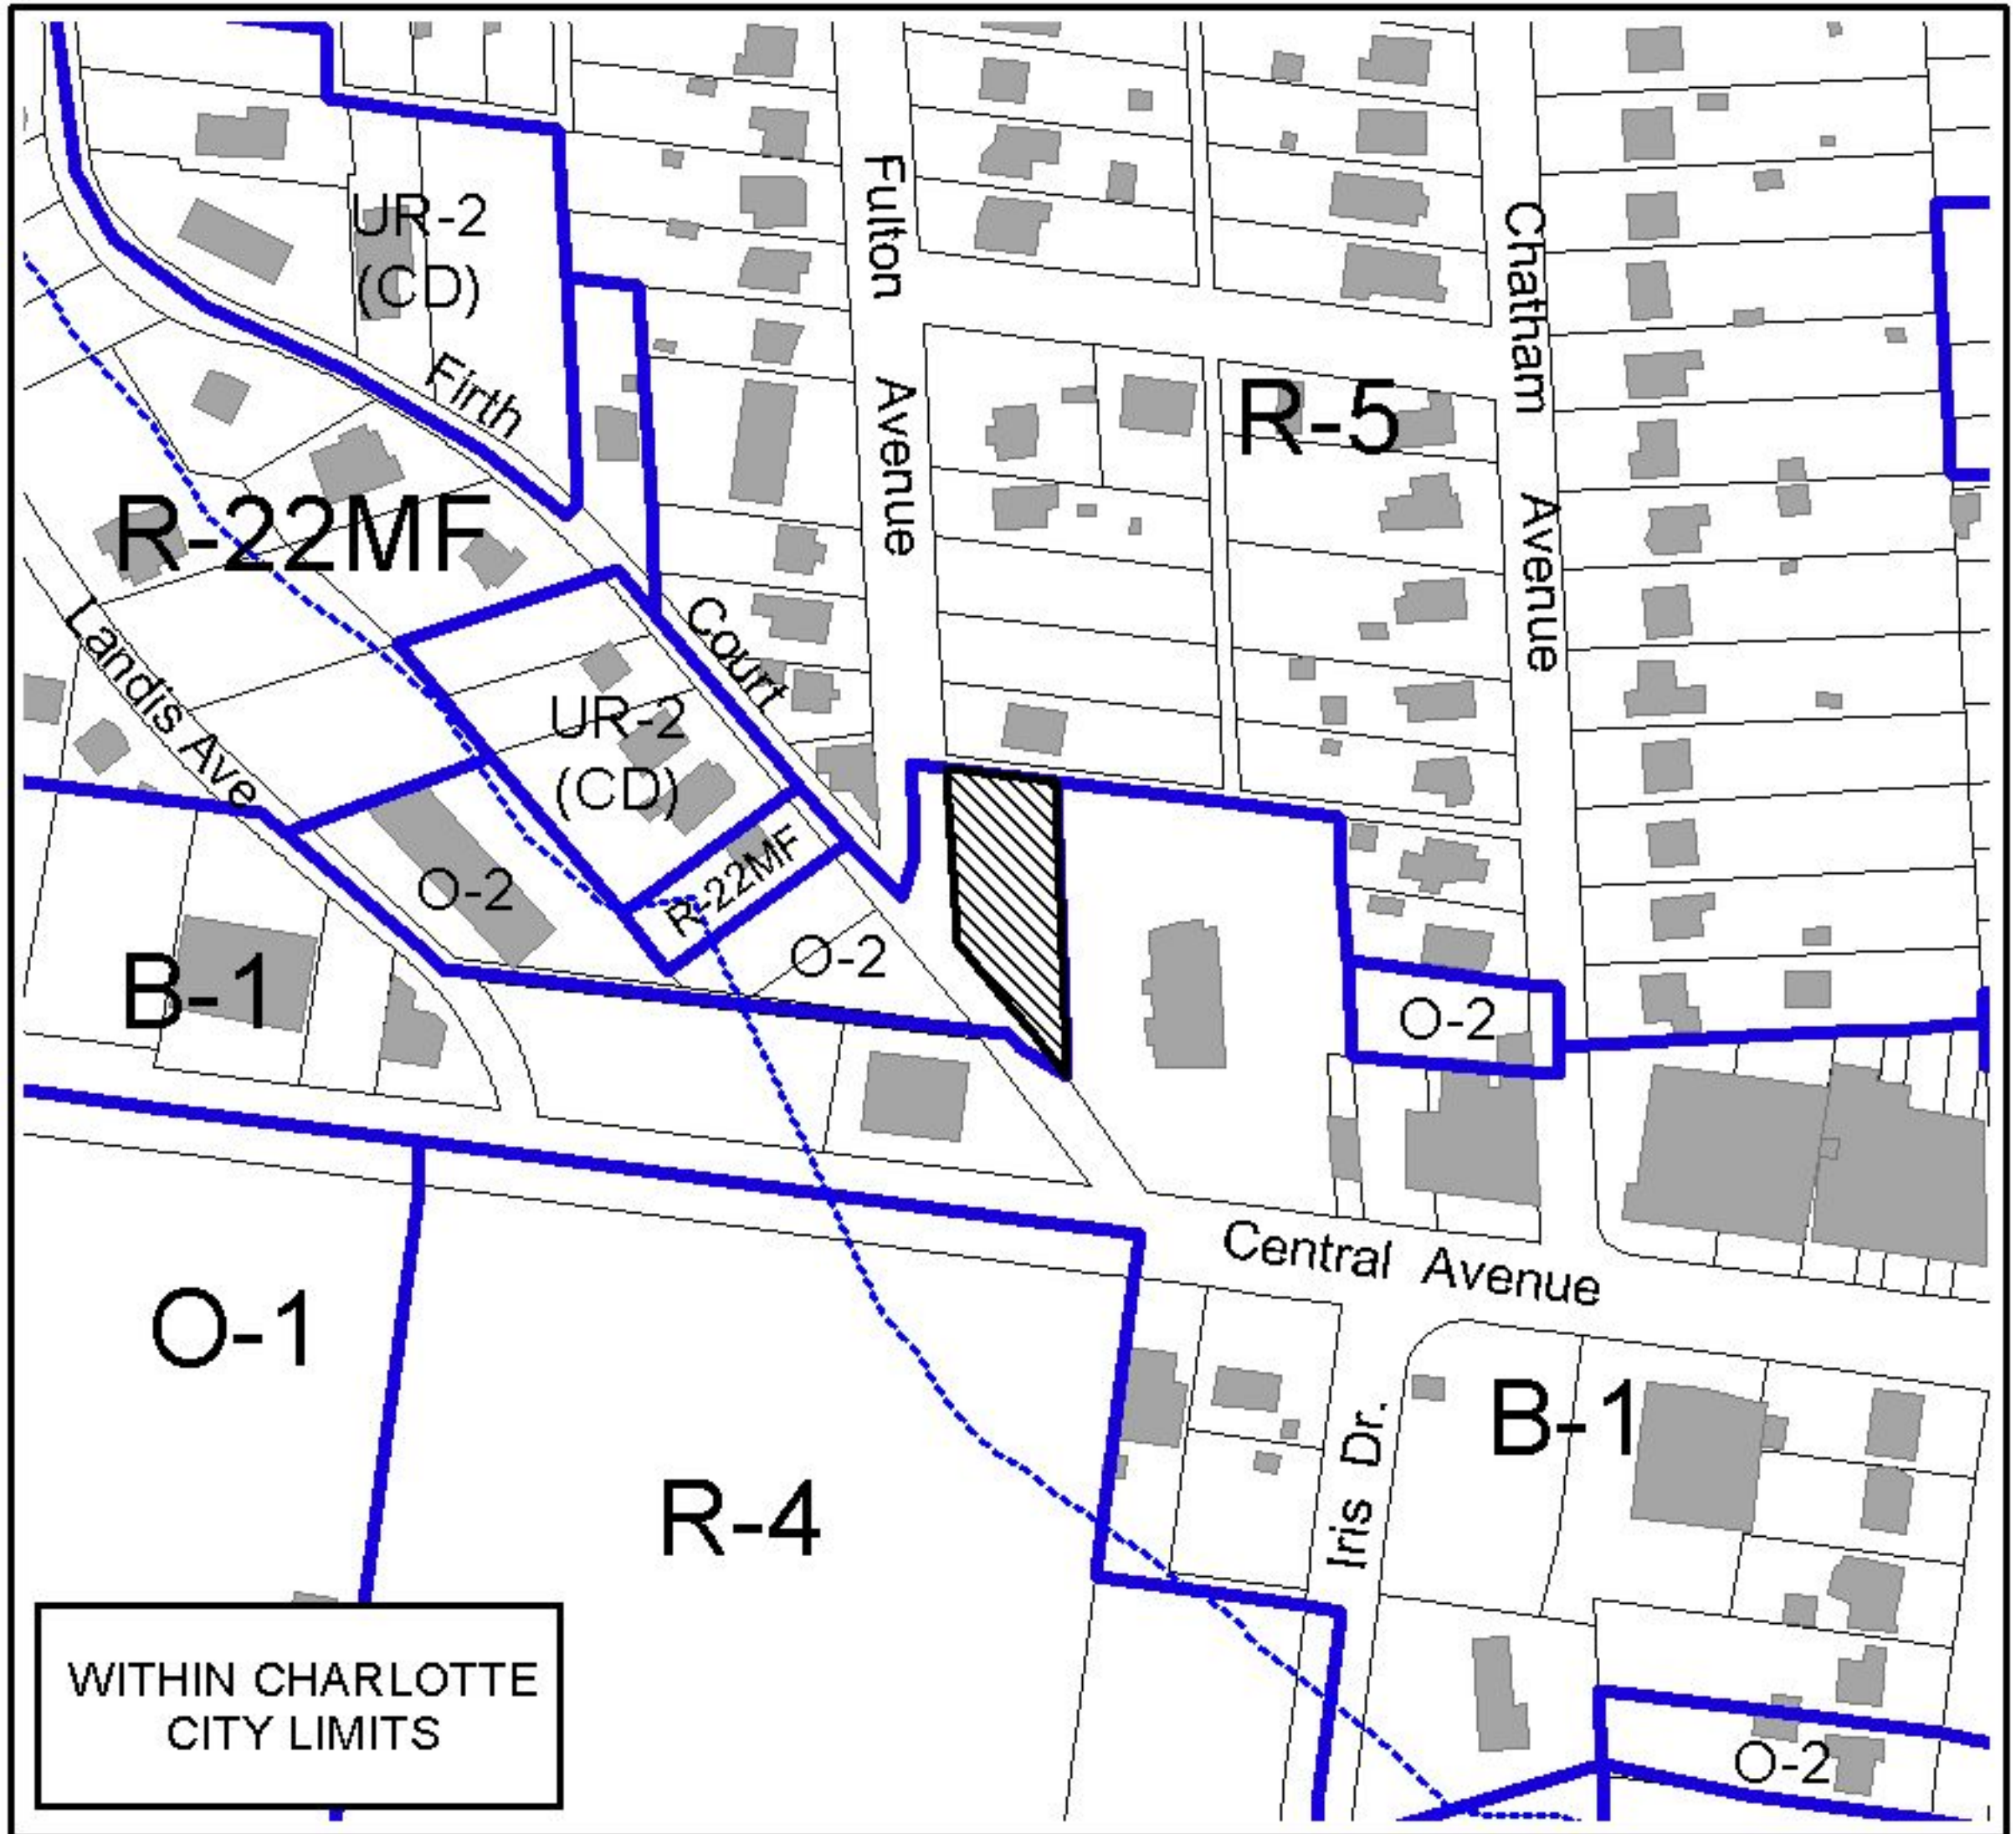 UR-2
(CD)
Fulton
Avenue
Chatham
Avenue
Firth
Court
R-5
R-22MF
Landis Ave
UR-2
(CD)
R-22MF
O-2
O-2
B-1
O-2
Central Avenue
O-1
R-4
Iris Dr.
B-1
O-2
WITHIN CHARLOTTE
CITY LIMITS